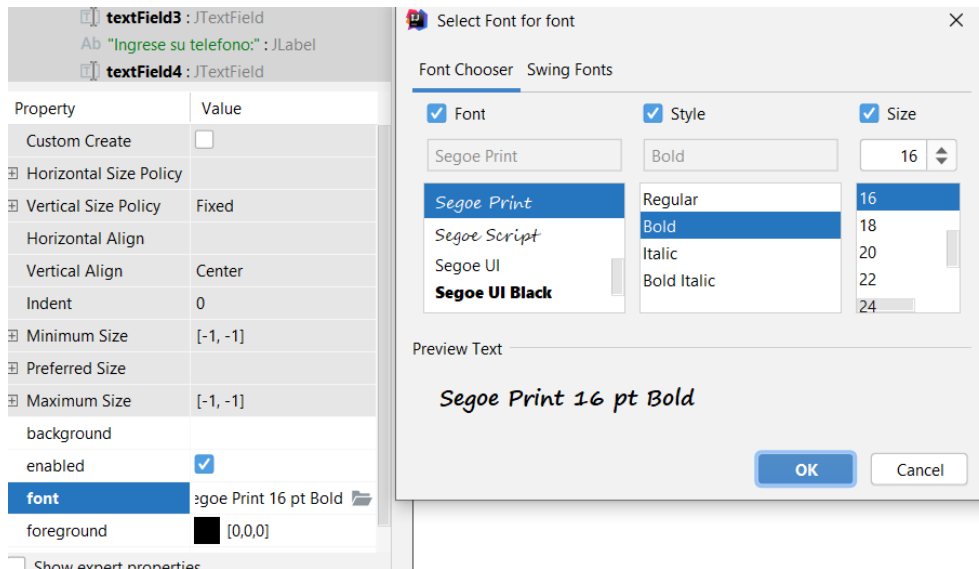 textField3 : JTextField
Ab "Ingrese su telefono:" : JLabel
textField4 : JTextField
Property Value
Custom Create
Horizontal Size Policy
Vertical Size Policy Fixed
Horizontal Align
Vertical Align Center
Indent 0
Minimum Size [-1, -1]
Preferred Size
Maximum Size [-1, -1]
background
enabled
font egoe Print 16 pt Bold
foreground [0,0,0]
Show expert properties
Select Font for font
Font Chooser Swing Fonts
Font Style Size
Segoe Print Bold 16
Segoe Print Regular 16
Segoe Script Bold 18
Segoe UI Italic 20
Segoe UI Black Bold Italic 22
24
Preview Text
Segoe Print 16 pt Bold
OK Cancel